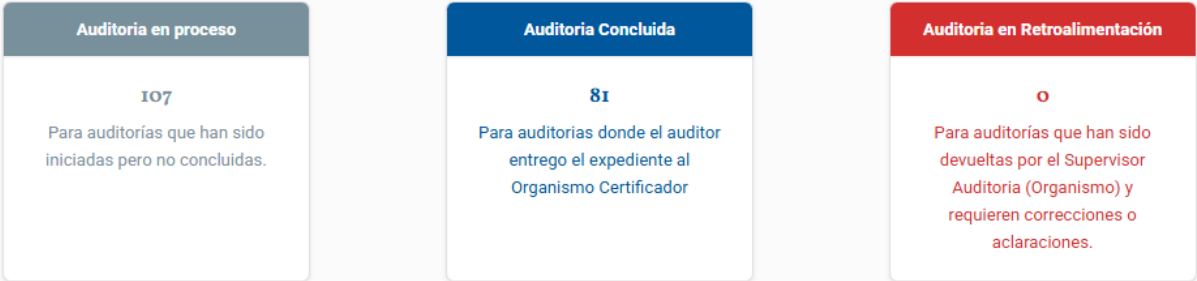 Auditoria en proceso
107
Para auditorías que han sido
iniciadas pero no concluidas.
Auditoria Concluida
81
Para auditorias donde el auditor
entrego el expediente al
Organismo Certificador
Auditoria en Retroalimentación
0
Para auditorías que han sido
devueltas por el Supervisor
Auditoria (Organismo) y
requieren correcciones o
aclaraciones.